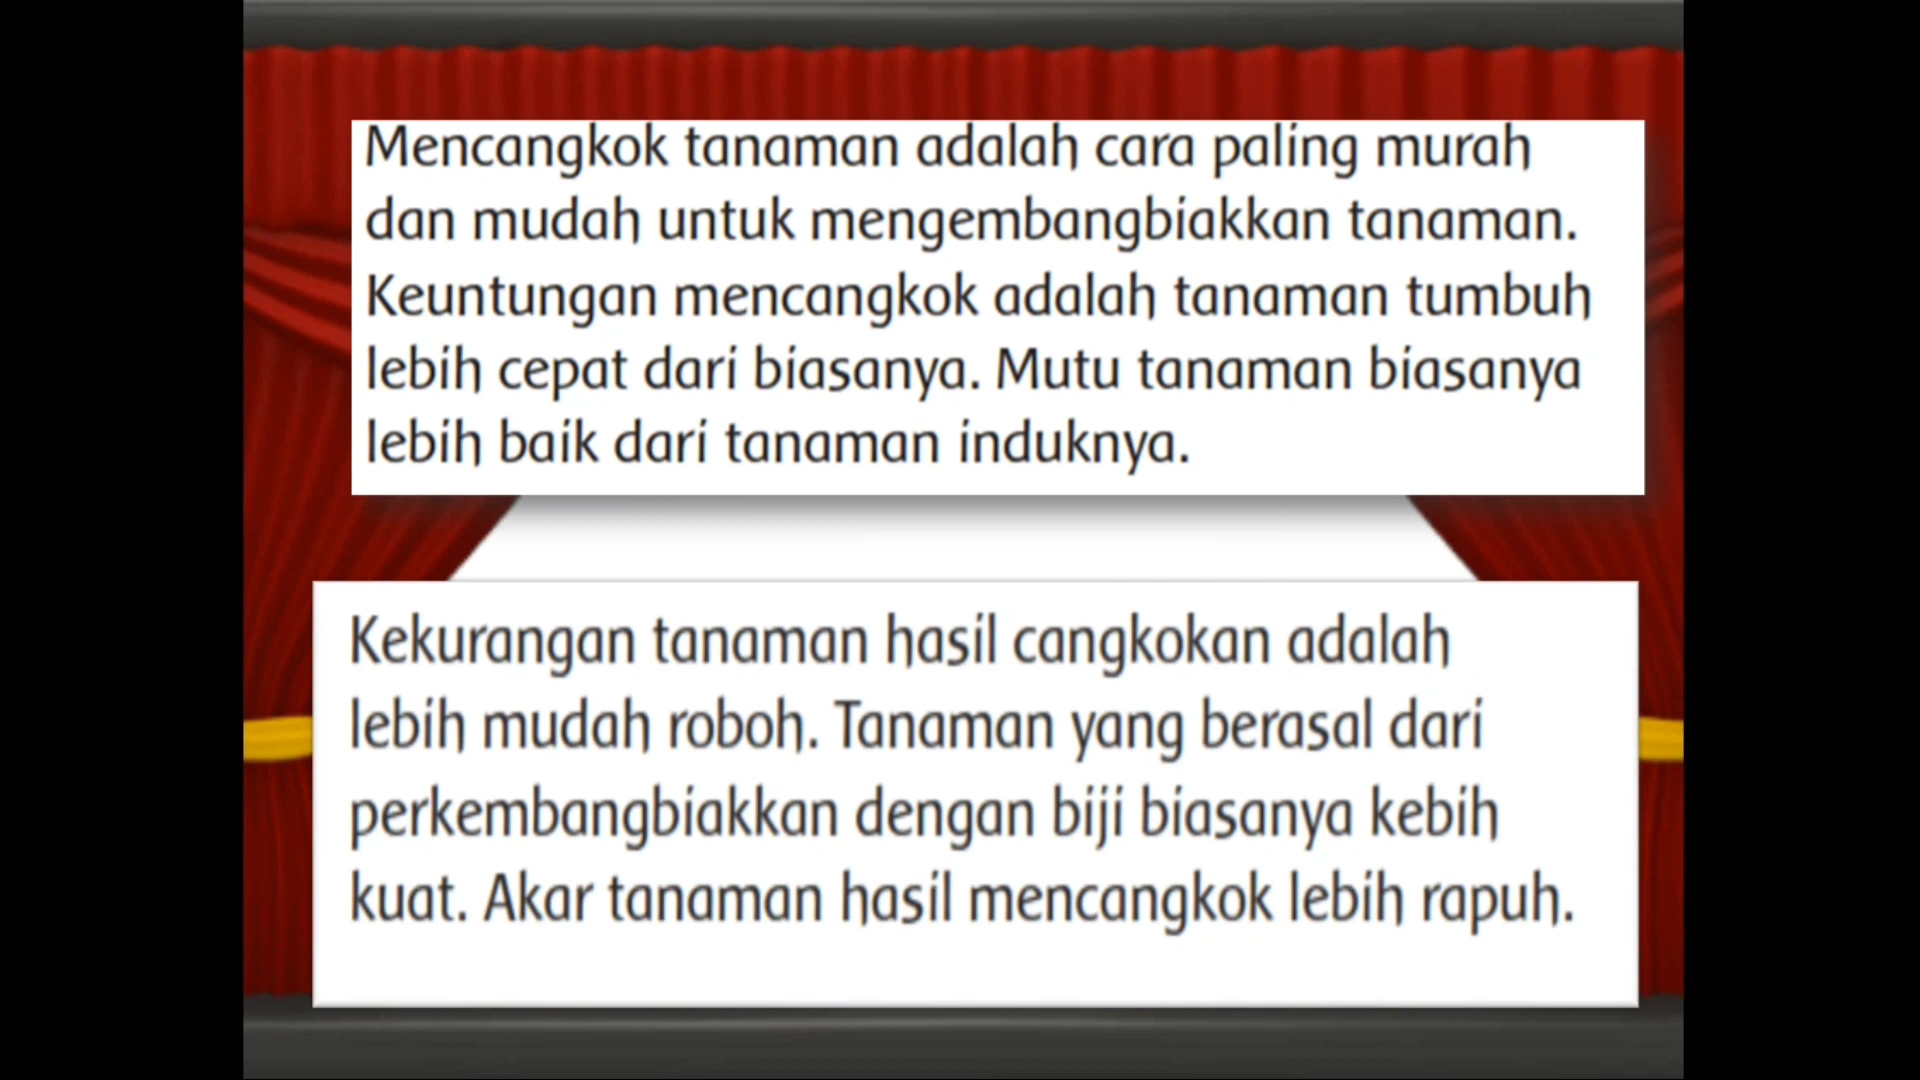 Mencangkok tanaman adalah cara paling murah
dan mudah untuk mengembangbiakkan tanaman.
Keuntungan mencangkok adalah tanaman tumbuh
lebih cepat dari biasanya. Mutu tanaman biasanya
lebih baik dari tanaman induknya.
Kekurangan tanaman hasil cangkokan adalah
lebih mudah roboh. Tanaman yang berasal dari
perkembangbiakkan dengan biji biasanya kebih
kuat. Akar tanaman hasil mencangkok lebih rapuh.